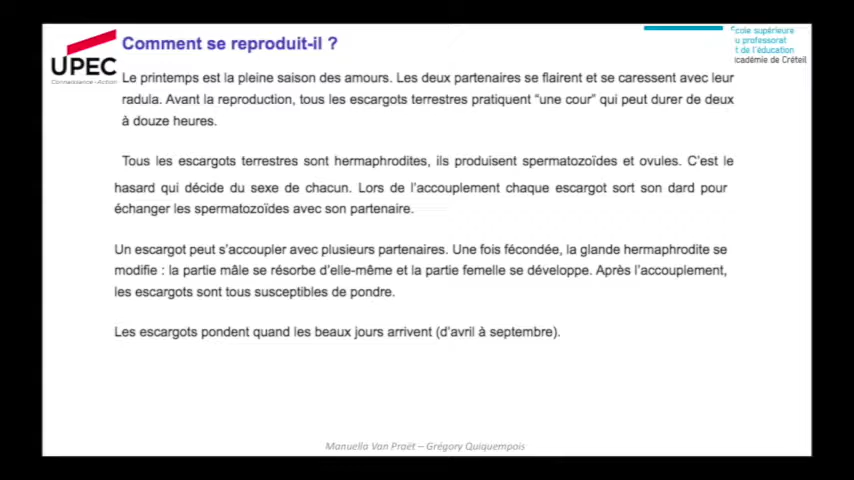 Comment se reproduit-il ?
UPEC
Connaissance - Action
École supérieure
du professorat
et de l'éducation
académie de Créteil
Le printemps est la pleine saison des amours. Les deux partenaires se flairent et se caressent avec leur
radula. Avant la reproduction, tous les escargots terrestres pratiquent “une cour” qui peut durer de deux
à douze heures.
Tous les escargots terrestres sont hermaphrodites, ils produisent spermatozoïdes et ovules. C’est le
hasard qui décide du sexe de chacun. Lors de l’accouplement chaque escargot sort son dard pour
échanger les spermatozoïdes avec son partenaire.
Un escargot peut s’accoupler avec plusieurs partenaires. Une fois fécondée, la glande hermaphrodite se
modifie : la partie mâle se résorbe d’elle-même et la partie femelle se développe. Après l’accouplement,
les escargots sont tous susceptibles de pondre.
Les escargots pondent quand les beaux jours arrivent (d’avril à septembre).
Manuella Van Praët – Grégory Quiquempois